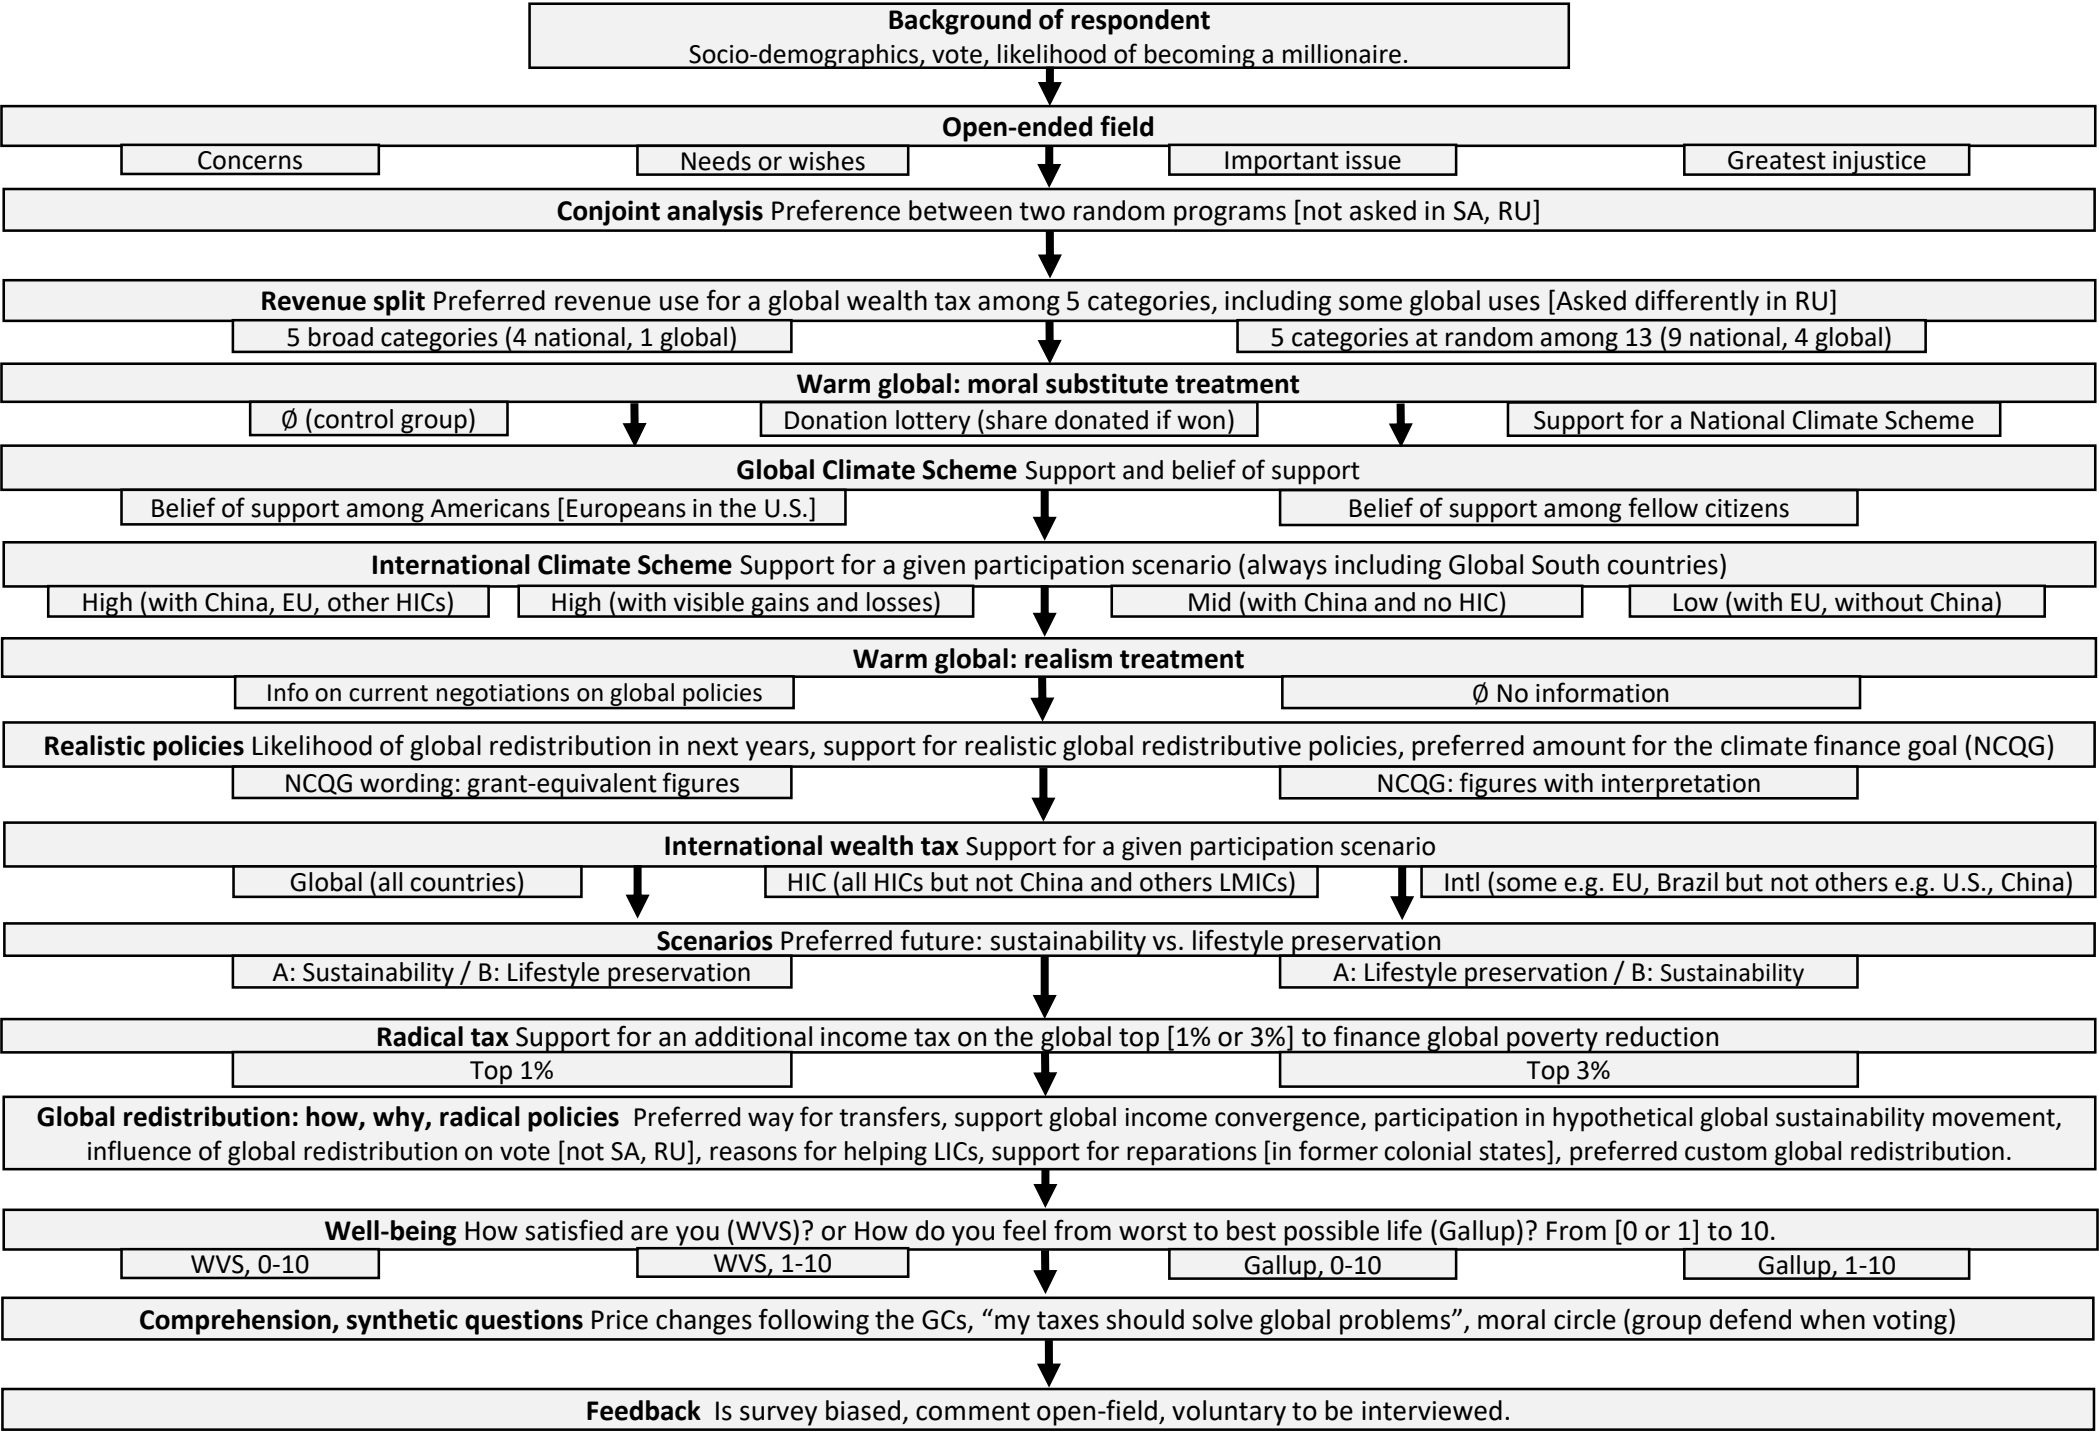 Background of respondent
Socio-demographics, vote, likelihood of becoming a millionaire.
Open-ended field
Concerns
Needs or wishes
Important issue
Greatest injustice
Conjoint analysis Preference between two random programs [not asked in SA, RU]
Revenue split Preferred revenue use for a global wealth tax among 5 categories, including some global uses [Asked differently in RU]
5 broad categories (4 national, 1 global)
5 categories at random among 13 (9 national, 4 global)
Warm global: moral substitute treatment
Ø (control group)
Donation lottery (share donated if won)
Support for a National Climate Scheme
Global Climate Scheme Support and belief of support
Belief of support among Americans [Europeans in the U.S.]
Belief of support among fellow citizens
International Climate Scheme Support for a given participation scenario (always including Global South countries)
High (with China, EU, other HICs)
High (with visible gains and losses)
Mid (with China and no HIC)
Low (with EU, without China)
Warm global: realism treatment
Info on current negotiations on global policies
Ø No information
Realistic policies Likelihood of global redistribution in next years, support for realistic global redistributive policies, preferred amount for the climate finance goal (NCQG)
NCQG wording: grant-equivalent figures
NCQG: figures with interpretation
International wealth tax Support for a given participation scenario
Global (all countries)
HIC (all HICs but not China and others LMICs)
Intl (some e.g. EU, Brazil but not others e.g. U.S., China)
Scenarios Preferred future: sustainability vs. lifestyle preservation
A: Sustainability / B: Lifestyle preservation
A: Lifestyle preservation / B: Sustainability
Radical tax Support for an additional income tax on the global top [1% or 3%] to finance global poverty reduction
Top 1%
Top 3%
Global redistribution: how, why, radical policies Preferred way for transfers, support global income convergence, participation in hypothetical global sustainability movement,
influence of global redistribution on vote [not SA, RU], reasons for helping LICs, support for reparations [in former colonial states], preferred custom global redistribution.
Well-being How satisfied are you (WVS)? or How do you feel from worst to best possible life (Gallup)? From [0 or 1] to 10.
WVS, 0-10
WVS, 1-10
Gallup, 0-10
Gallup, 1-10
Comprehension, synthetic questions Price changes following the GCs, “my taxes should solve global problems”, moral circle (group defend when voting)
Feedback Is survey biased, comment open-field, voluntary to be interviewed.